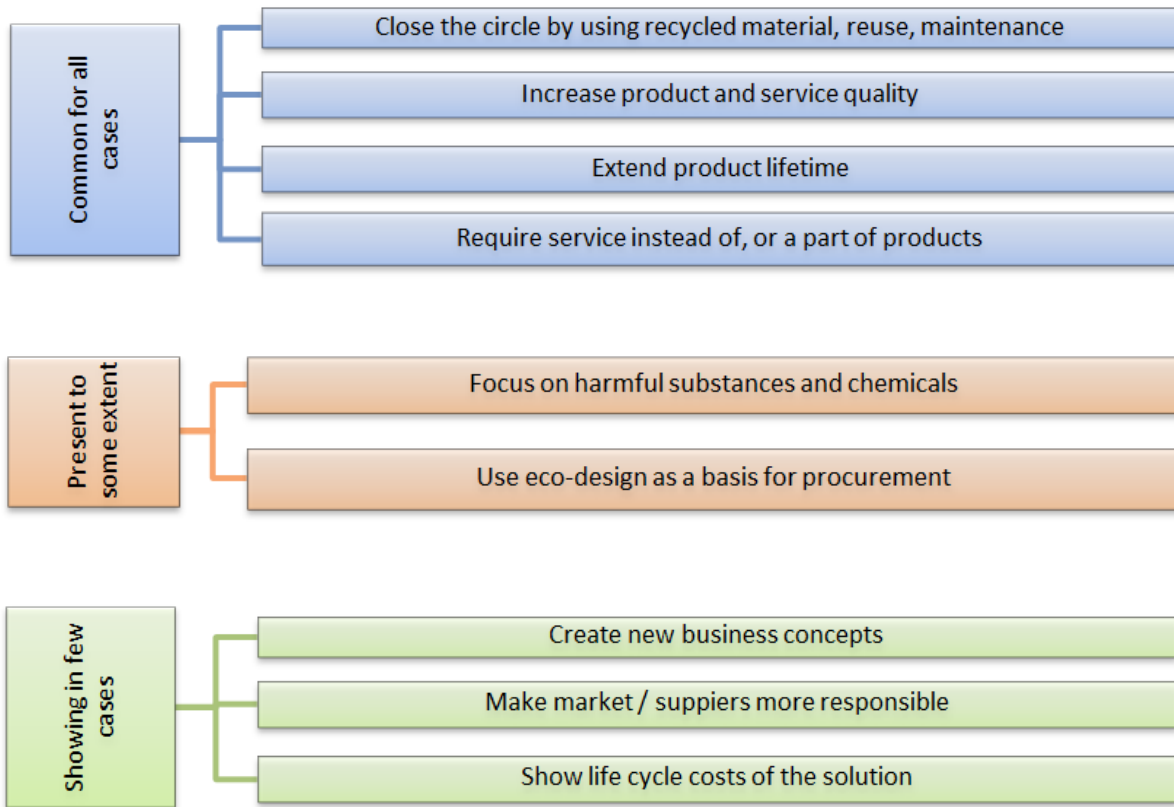 Common for all
cases
Close the circle by using recycled material, reuse, maintenance
Increase product and service quality
Extend product lifetime
Require service instead of, or a part of products
Present to
some extent
Focus on harmful substances and chemicals
Use eco-design as a basis for procurement
Showing in few
cases
Create new business concepts
Make market / suppiers more responsible
Show life cycle costs of the solution